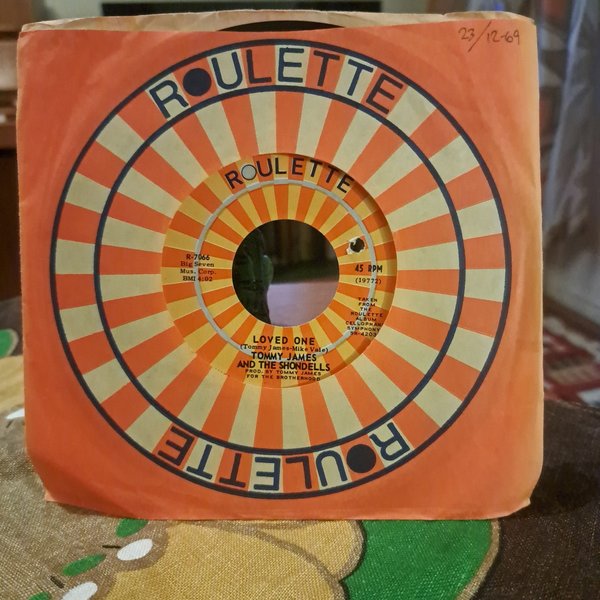 23/12-69
ROULETTE
ROULETTE
R-7066
Big Seven
Mus. Corp.
BMI 4:02
45 RPM
(19772)
TAKEN
FROM
THE
ROULETTE
ALBUM
CELLOPHANE
SYMPHONY
SR-42030
LOVED ONE
(Tommy James-Mike Vale)
TOMMY JAMES
AND THE SHONDELLS
PROD. BY TOMMY JAMES
FOR THE BROTHERHOOD
ROULETTE